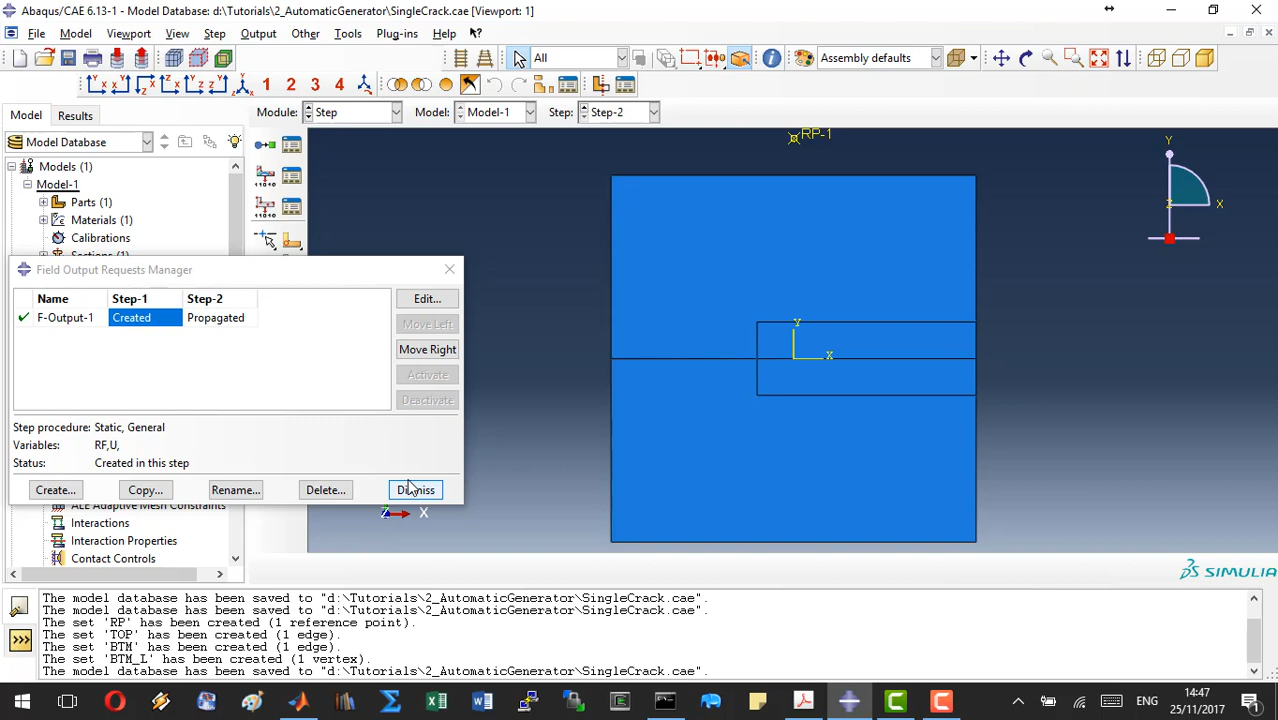 Abaqus/CAE 6.13-1 - Model Database: d:\Tutorials\2_AutomaticGenerator\SingleCrack.cae [Viewport: 1]
File Model Viewport View Step Output Other Tools Plug-ins Help
All
Assembly defaults
1 2 3 4
Model Results
Module: Step Model: Model-1 Step: Step-2
Model Database
Models (1)
Model-1
Parts (1)
Materials (1)
Calibrations
Sections (1)
RP-1
Y
Z
X
Y
X
Field Output Requests Manager
Name Step-1 Step-2
F-Output-1 Created Propagated
Edit...
Move Left
Move Right
Activate
Deactivate
Step procedure: Static, General
Variables: RF,U,
Status: Created in this step
Create... Copy... Rename... Delete... Dismiss
ALE Adaptive Mesh Constraints
Interactions
Interaction Properties
Contact Controls
Z X
SIMULIA
The model database has been saved to "d:\Tutorials\2_AutomaticGenerator\SingleCrack.cae".
The model database has been saved to "d:\Tutorials\2_AutomaticGenerator\SingleCrack.cae".
The set 'RP' has been created (1 reference point).
The set 'TOP' has been created (1 edge).
The set 'BTM' has been created (1 edge).
The set 'BTM_L' has been created (1 vertex).
The model database has been saved to "d:\Tutorials\2_AutomaticGenerator\SingleCrack.cae".
ENG
14:47
25/11/2017